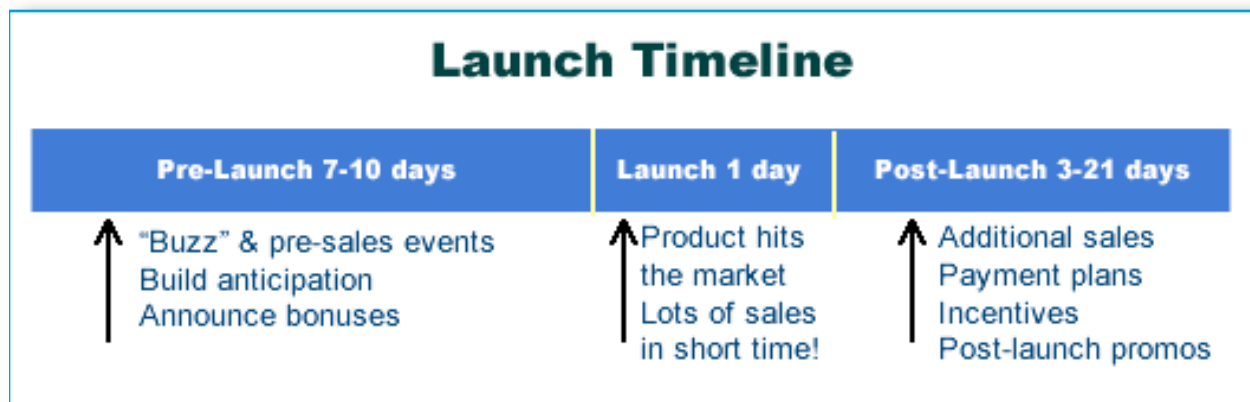 Launch Timeline
Pre-Launch 7-10 days
Launch 1 day
Post-Launch 3-21 days
“Buzz” & pre-sales events
Build anticipation
Announce bonuses
Product hits
the market
Lots of sales
in short time!
Additional sales
Payment plans
Incentives
Post-launch promos